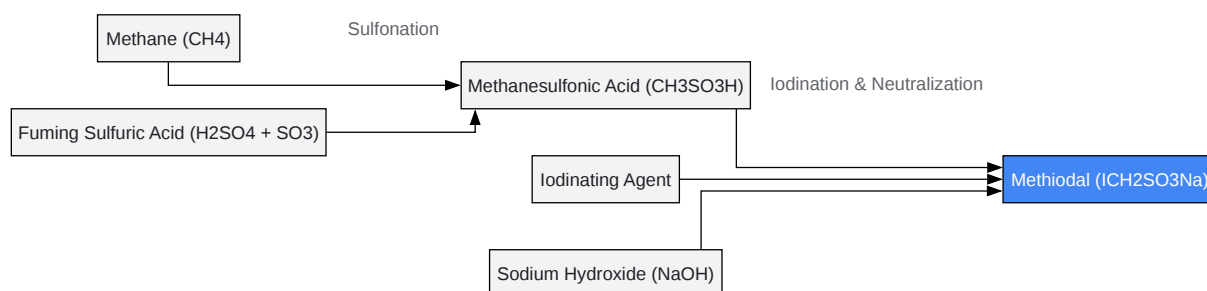 Methane (CH4)
Sulfonation
Methanesulfonic Acid (CH3SO3H)
Iodination & Neutralization
Fuming Sulfuric Acid (H2SO4 + SO3)
Iodinating Agent
Methiodal (ICH2SO3Na)
Sodium Hydroxide (NaOH)